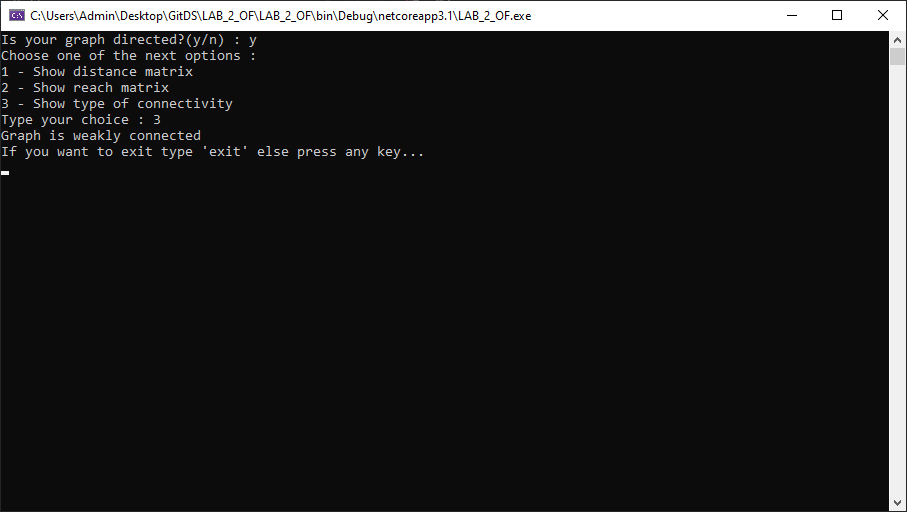 C:\Users\Admin\Desktop\GitDS\LAB_2_OF\LAB_2_OF\bin\Debug\netcoreapp3.1\LAB_2_OF.exe
Is your graph directed?(y/n) : y
Choose one of the next options :
1 - Show distance matrix
2 - Show reach matrix
3 - Show type of connectivity
Type your choice : 3
Graph is weakly connected
If you want to exit type 'exit' else press any key...